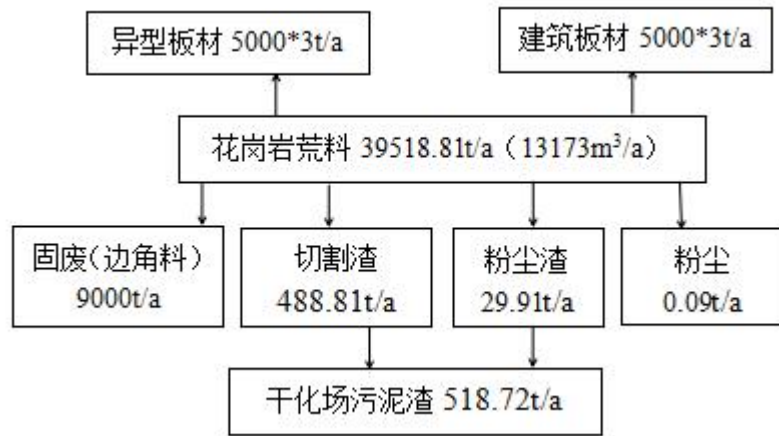 异型板材 5000*3t/a
建筑板材 5000*3t/a
花岗岩荒料 39518.81t/a（13173m³/a）
固废（边角料）
9000t/a
切割渣
488.81t/a
粉尘渣
29.91t/a
粉尘
0.09t/a
干化场污泥渣 518.72t/a